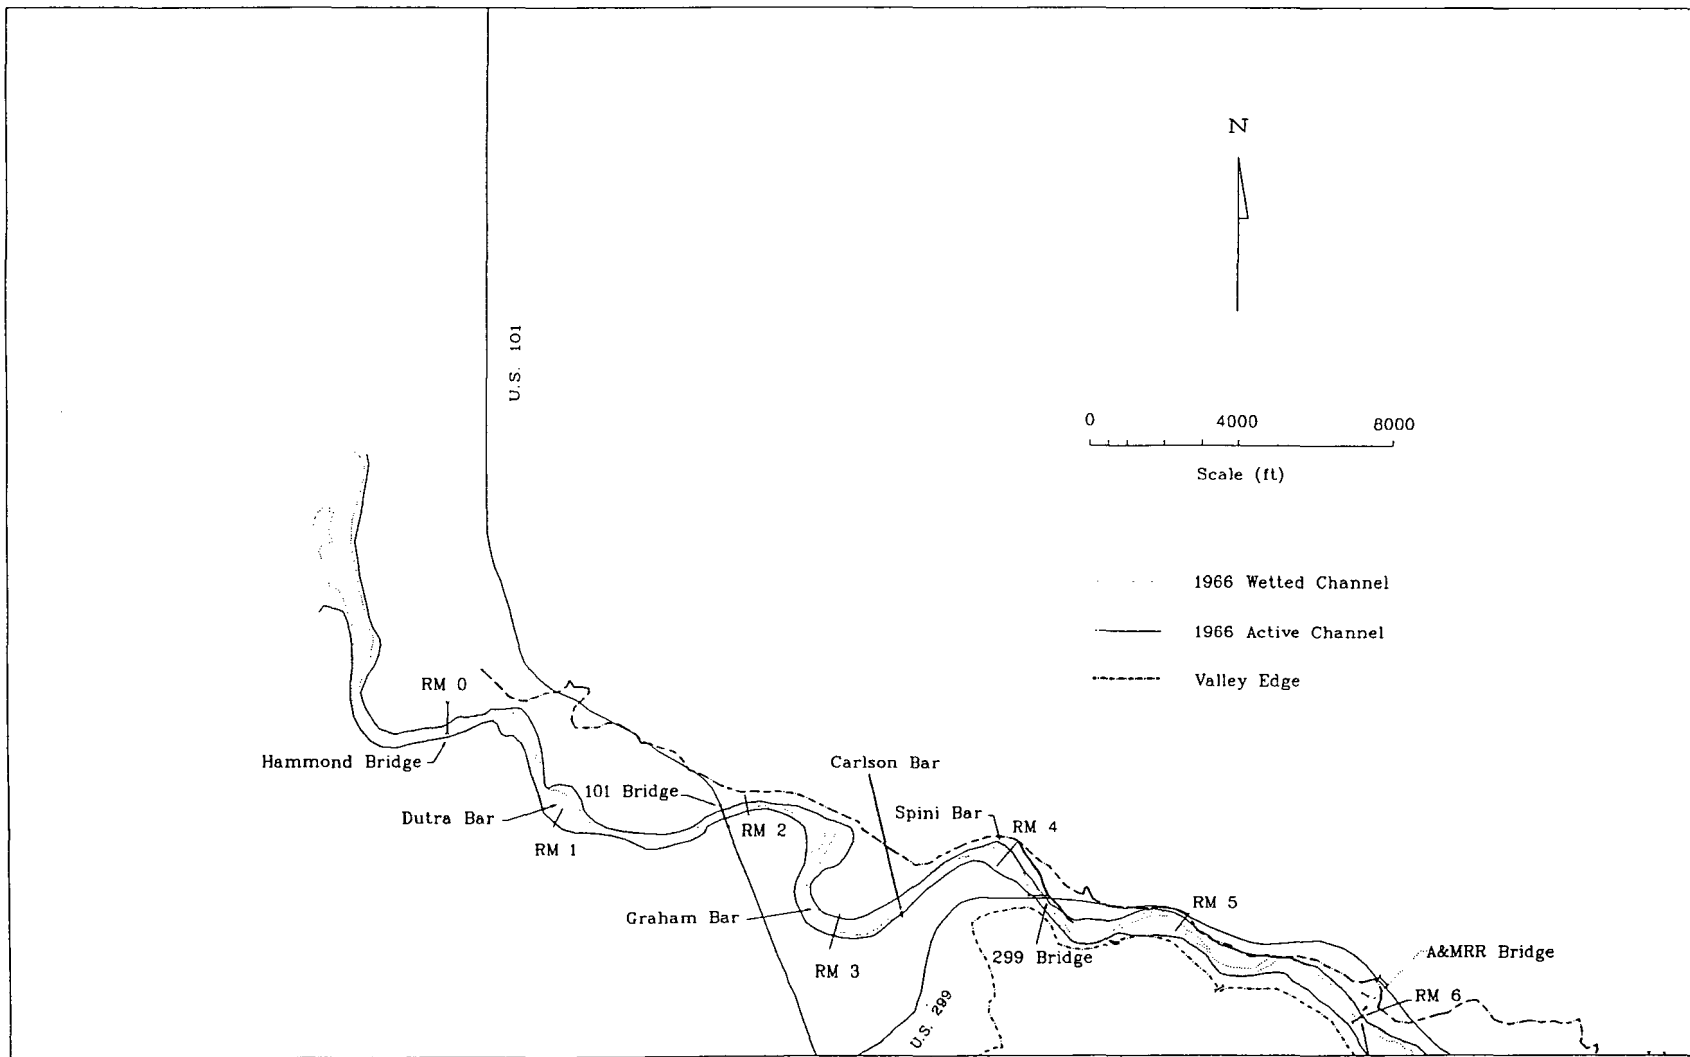 N
U.S. 101
0 4000 8000
Scale (ft)
1966 Wetted Channel
1966 Active Channel
Valley Edge
RM 0
Hammond Bridge
Dutra Bar
RM 1
101 Bridge
RM 2
Carlson Bar
Spini Bar
RM 4
Graham Bar
RM 3
RM 5
299 Bridge
A&MRR Bridge
RM 6
U.S. 299